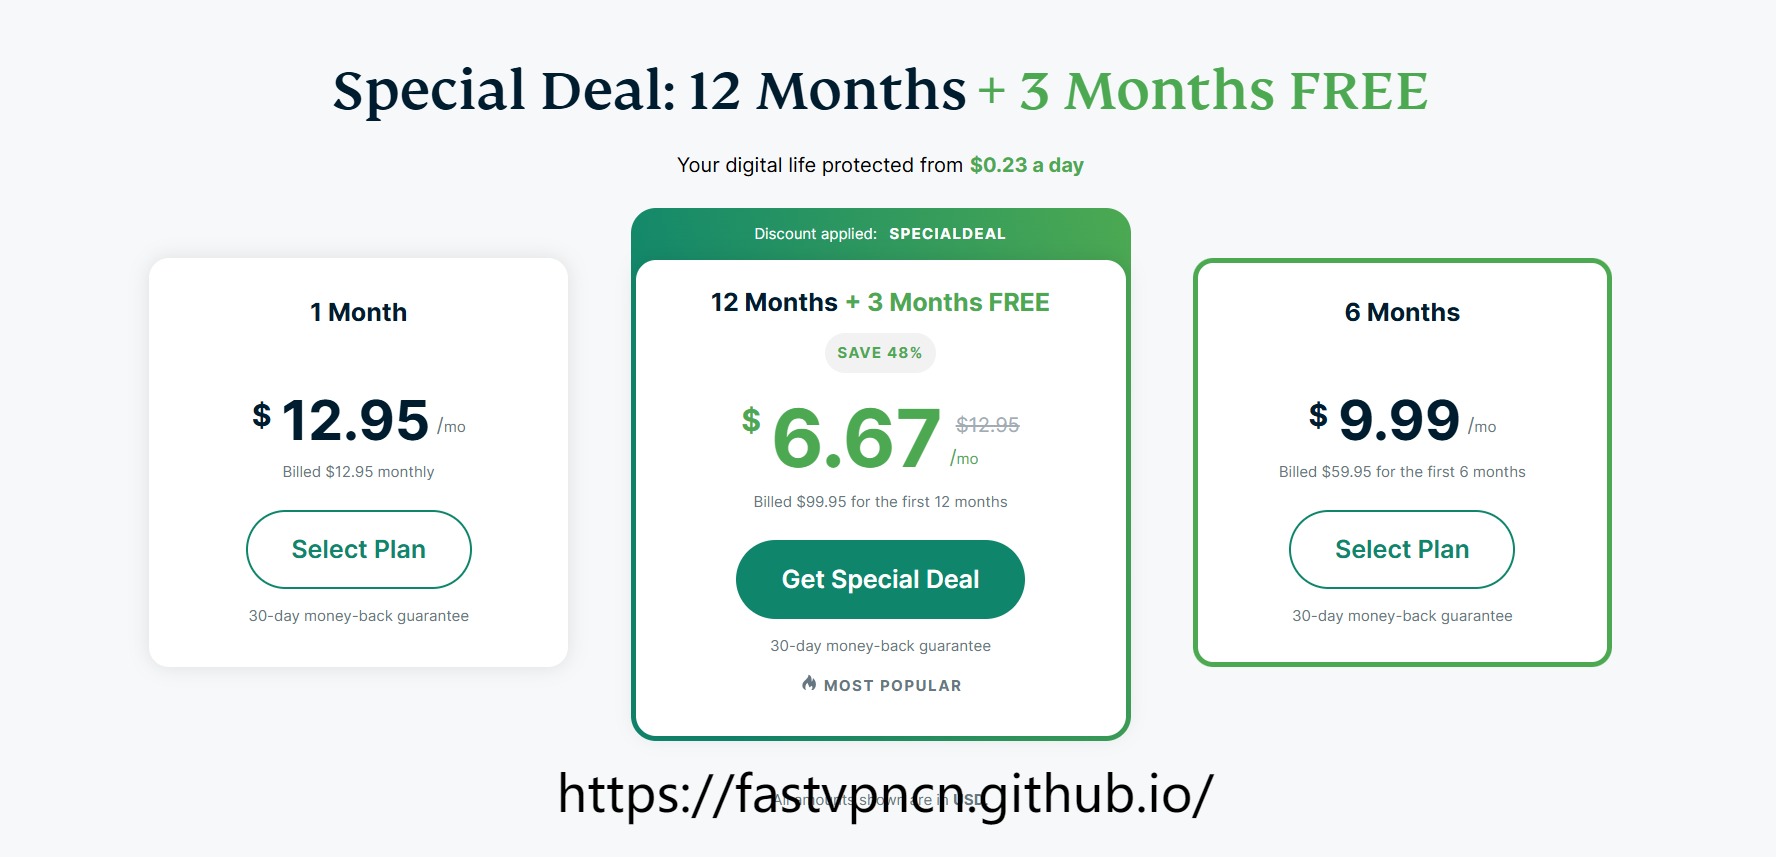 Special Deal: 12 Months + 3 Months FREE
Your digital life protected from $0.23 a day
1 Month
$ 12.95 /mo
Billed $12.95 monthly
Select Plan
30-day money-back guarantee
Discount applied: SPECIALDEAL
12 Months + 3 Months FREE
SAVE 48%
$ 6.67 $12.95
/mo
Billed $99.95 for the first 12 months
Get Special Deal
30-day money-back guarantee
MOST POPULAR
6 Months
$ 9.99 /mo
Billed $59.95 for the first 6 months
Select Plan
30-day money-back guarantee
All amounts shown are in USD.
https://fastvpncn.github.io/